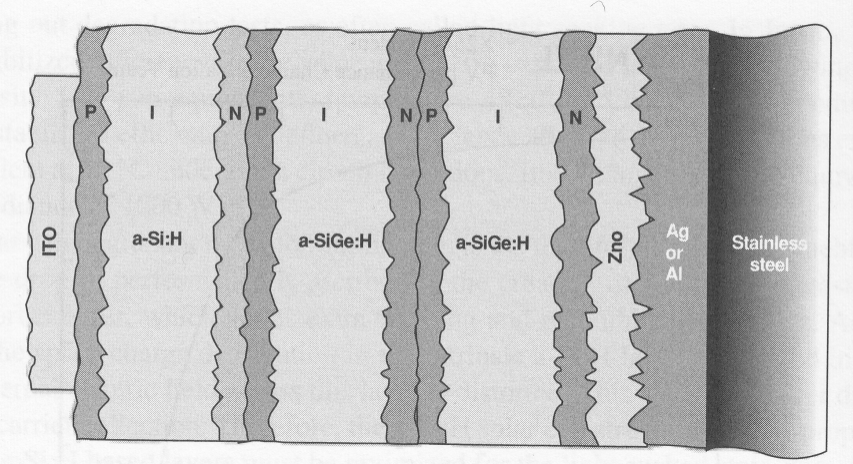 P
I
N
P
I
N
P
I
N
ITO
a-Si:H
a-SiGe:H
a-SiGe:H
Zno
Ag
or
Al
Stainless
steel